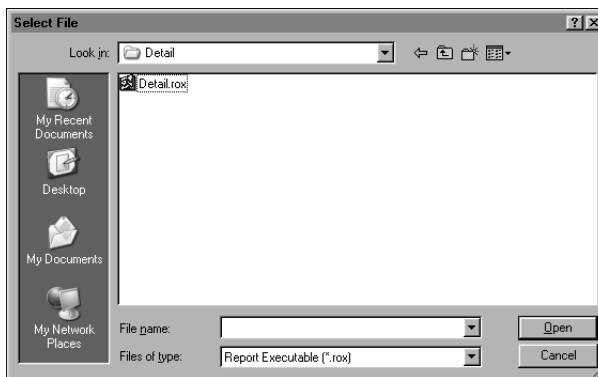 Select File
Look in: Detail
Detail.rox
My Recent
Documents
Desktop
My Documents
My Network
Places
File name:
Open
Files of type: Report Executable (*.rox)
Cancel